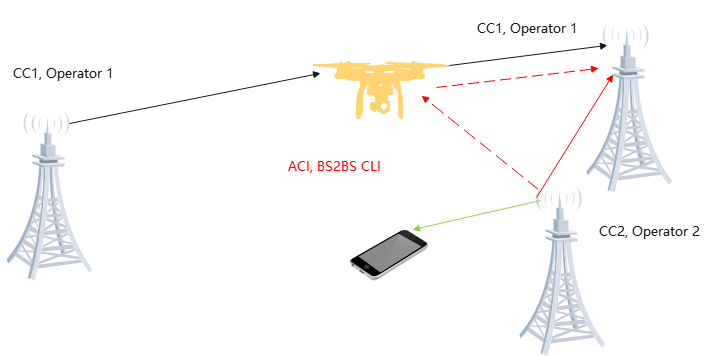 CC1, Operator 1
CC1, Operator 1
ACI, BS2BS CLI
CC2, Operator 2